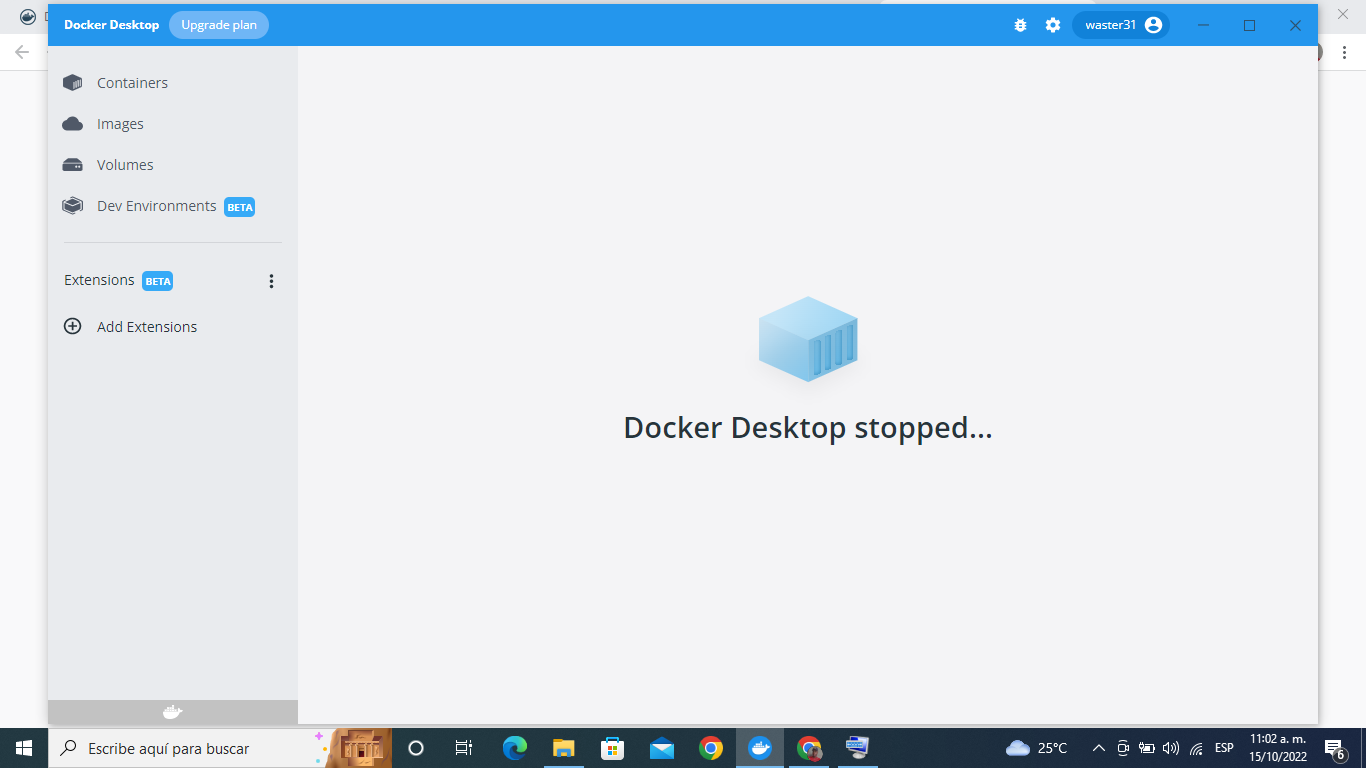 Docker Desktop
Upgrade plan
waster31
Containers
Images
Volumes
Dev Environments BETA
Extensions BETA
Add Extensions
Docker Desktop stopped...
Escribe aquí para buscar
25°C
ESP
11:02 a. m.
15/10/2022
6